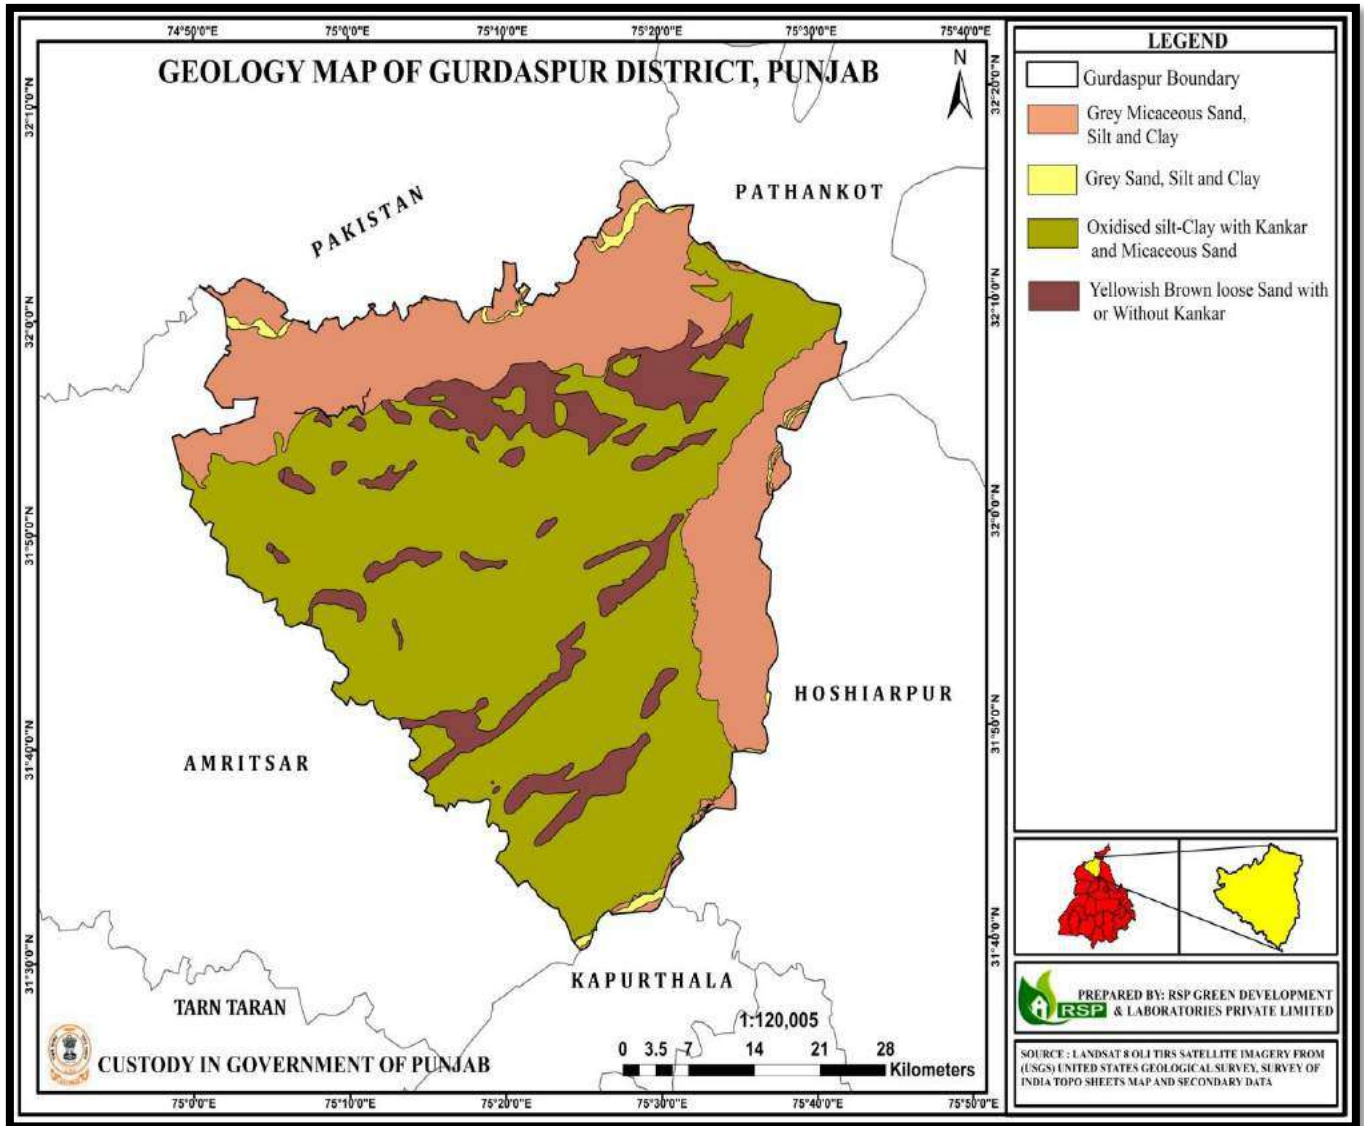 74°50'0"E 75°0'0"E 75°10'0"E 75°20'0"E 75°30'0"E 75°40'0"E
GEOLOGY MAP OF GURDASPUR DISTRICT, PUNJAB
N
32°10'0"N
32°0'0"N
31°50'0"N
31°40'0"N
31°30'0"N
32°20'0"N
32°10'0"N
32°0'0"N
31°50'0"N
31°40'0"N
PAKISTAN
PATHANKOT
HOSHIARPUR
AMRITSAR
KAPURTHALA
TARN TARAN
CUSTODY IN GOVERNMENT OF PUNJAB
1:120,005
0 3.5 7 14 21 28
Kilometers
75°0'0"E 75°10'0"E 75°20'0"E 75°30'0"E 75°40'0"E 75°50'0"E
LEGEND
Gurdaspur Boundary
Grey Micaceous Sand,
Silt and Clay
Grey Sand, Silt and Clay
Oxidised silt-Clay with Kankar
and Micaceous Sand
Yellowish Brown loose Sand with
or Without Kankar
RSP
PREPARED BY: RSP GREEN DEVELOPMENT
& LABORATORIES PRIVATE LIMITED
SOURCE : LANDSAT 8 OLI TIRS SATELLITE IMAGERY FROM
(USGS) UNITED STATES GEOLOGICAL SURVEY, SURVEY OF
INDIA TOPO SHEETS MAP AND SECONDARY DATA